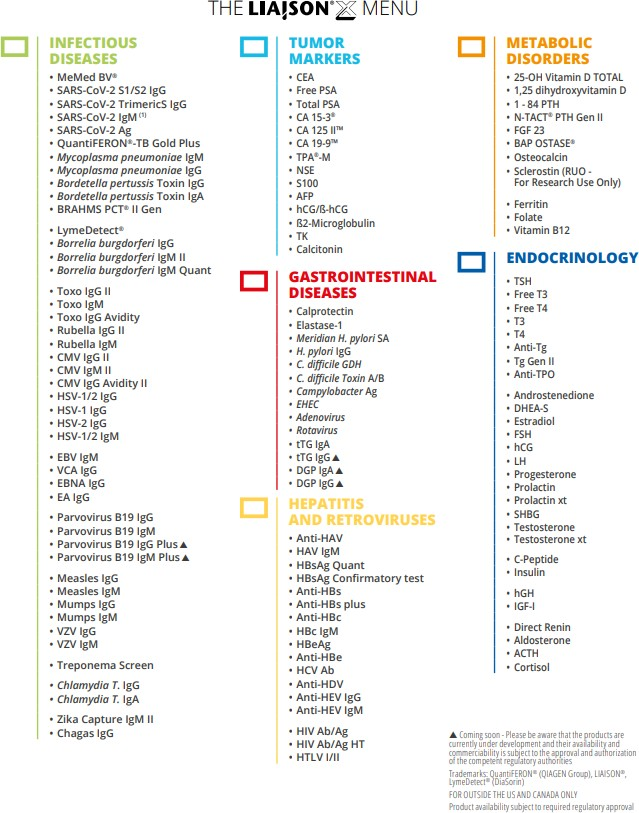 THE LIAISON® XL MENU
INFECTIOUS
DISEASES
• MeMed BV®
• SARS-CoV-2 S1/S2 IgG
• SARS-CoV-2 TrimericS IgG
• SARS-CoV-2 IgM (1)
• SARS-CoV-2 Ag
• QuantiFERON®-TB Gold Plus
• Mycoplasma pneumoniae IgM
• Mycoplasma pneumoniae IgG
• Bordetella pertussis Toxin IgG
• Bordetella pertussis Toxin IgA
• BRAHMS PCT® II Gen
• LymeDetect®
• Borrelia burgdorferi IgG
• Borrelia burgdorferi IgM II
• Borrelia burgdorferi IgM Quant
• Toxo IgG II
• Toxo IgM
• Toxo IgG Avidity
• Rubella IgG II
• Rubella IgM
• CMV IgG II
• CMV IgM II
• CMV IgG Avidity II
• HSV-1/2 IgG
• HSV-1 IgG
• HSV-2 IgG
• HSV-1/2 IgM
• EBV IgM
• VCA IgG
• EBNA IgG
• EA IgG
• Parvovirus B19 IgG
• Parvovirus B19 IgM
• Parvovirus B19 IgG Plus▲
• Parvovirus B19 IgM Plus▲
• Measles IgG
• Measles IgM
• Mumps IgG
• Mumps IgM
• VZV IgG
• VZV IgM
• Treponema Screen
• Chlamydia T. IgG
• Chlamydia T. IgA
• Zika Capture IgM II
• Chagas IgG
TUMOR
MARKERS
• CEA
• Free PSA
• Total PSA
• CA 15-3®
• CA 125 II™
• CA 19-9™
• TPA®-M
• NSE
• S100
• AFP
• hCG/ß-hCG
• ß2-Microglobulin
• TK
• Calcitonin
GASTROINTESTINAL
DISEASES
• Calprotectin
• Elastase-1
• Meridian H. pylori SA
• H. pylori IgG
• C. difficile GDH
• C. difficile Toxin A/B
• Campylobacter Ag
• EHEC
• Adenovirus
• Rotavirus
• tTG IgA
• tTG IgG▲
• DGP IgA▲
• DGP IgG▲
HEPATITIS
AND RETROVIRUSES
• Anti-HAV
• HAV IgM
• HBsAg Quant
• HBsAg Confirmatory test
• Anti-HBs
• Anti-HBs plus
• Anti-HBc
• HBc IgM
• HBeAg
• Anti-HBe
• HCV Ab
• Anti-HDV
• Anti-HEV IgG
• Anti-HEV IgM
• HIV Ab/Ag
• HIV Ab/Ag HT
• HTLV I/II
METABOLIC
DISORDERS
• 25-OH Vitamin D TOTAL
• 1,25 dihydroxyvitamin D
• 1 - 84 PTH
• N-TACT® PTH Gen II
• FGF 23
• BAP OSTASE®
• Osteocalcin
• Sclerostin (RUO -
For Research Use Only)
• Ferritin
• Folate
• Vitamin B12
ENDOCRINOLOGY
• TSH
• Free T3
• Free T4
• T3
• T4
• Anti-Tg
• Tg Gen II
• Anti-TPO
• Androstenedione
• DHEA-S
• Estradiol
• FSH
• hCG
• LH
• Progesterone
• Prolactin
• Prolactin xt
• SHBG
• Testosterone
• Testosterone xt
• C-Peptide
• Insulin
• hGH
• IGF-I
• Direct Renin
• Aldosterone
• ACTH
• Cortisol
▲ Coming soon - Please be aware that the products are
currently under development and their availability and
commerciability is subject to the approval and authorization
of the competent regulatory authorities
Trademarks: QuantiFERON® (QIAGEN Group), LIAISON®,
LymeDetect® (DiaSorin)
FOR OUTSIDE THE US AND CANADA ONLY
Product availability subject to required regulatory approval